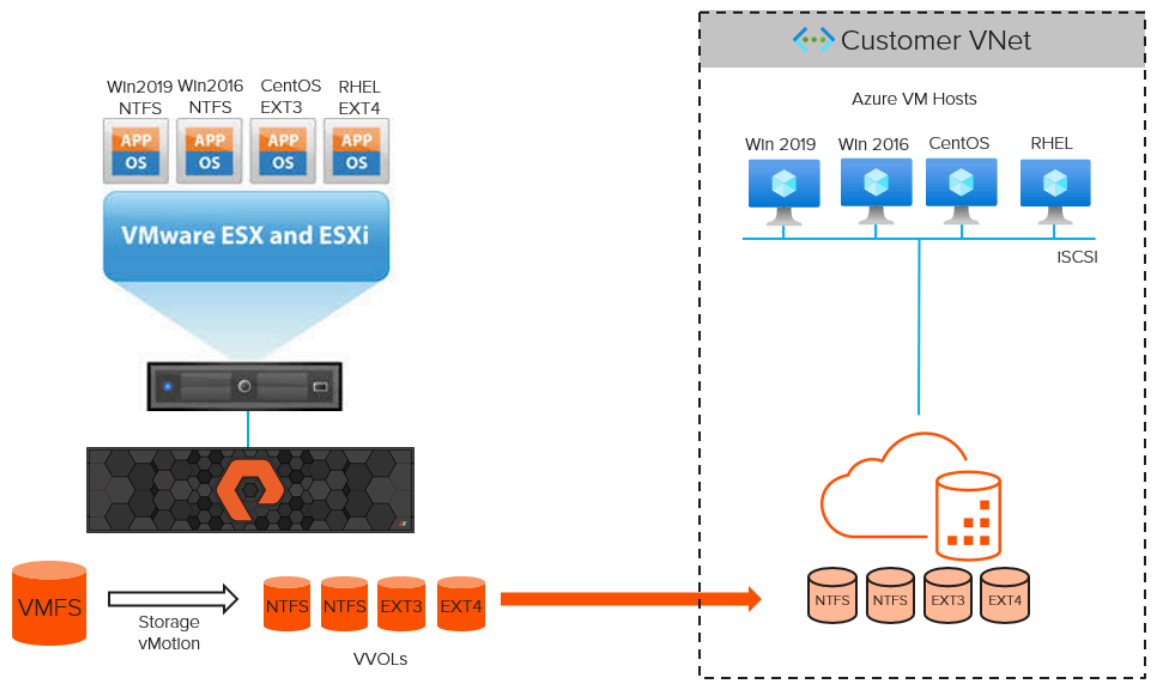 Customer VNet
Azure VM Hosts
Win2019
NTFS
Win2016
NTFS
CentOS
EXT3
RHEL
EXT4
APP
OS
APP
OS
APP
OS
APP
OS
VMware ESX and ESXi
Win 2019
Win 2016
CentOS
RHEL
ISCSI
VMFS
Storage
vMotion
NTFS
NTFS
EXT3
EXT4
VVOLs
NTFS
NTFS
EXT3
EXT4